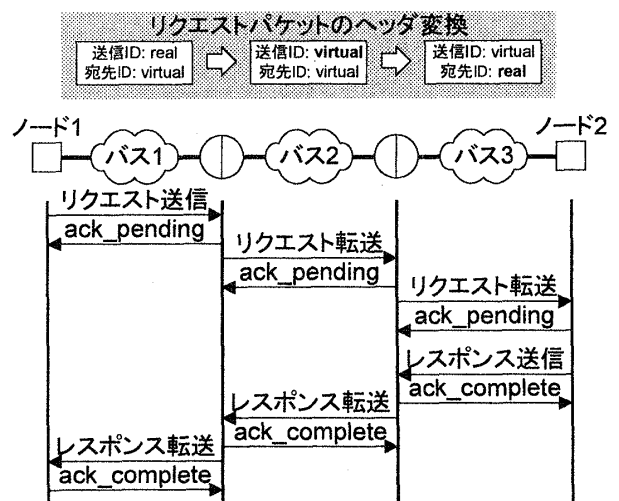 リクエストパケットのヘッダ変換
送信ID: real
宛先ID: virtual
送信ID: virtual
宛先ID: virtual
送信ID: virtual
宛先ID: real
ノード1
バス1
バス2
バス3
ノード2
リクエスト送信
ack_pending
リクエスト転送
ack_pending
リクエスト転送
ack_pending
レスポンス送信
ack_complete
レスポンス転送
ack_complete
レスポンス転送
ack_complete